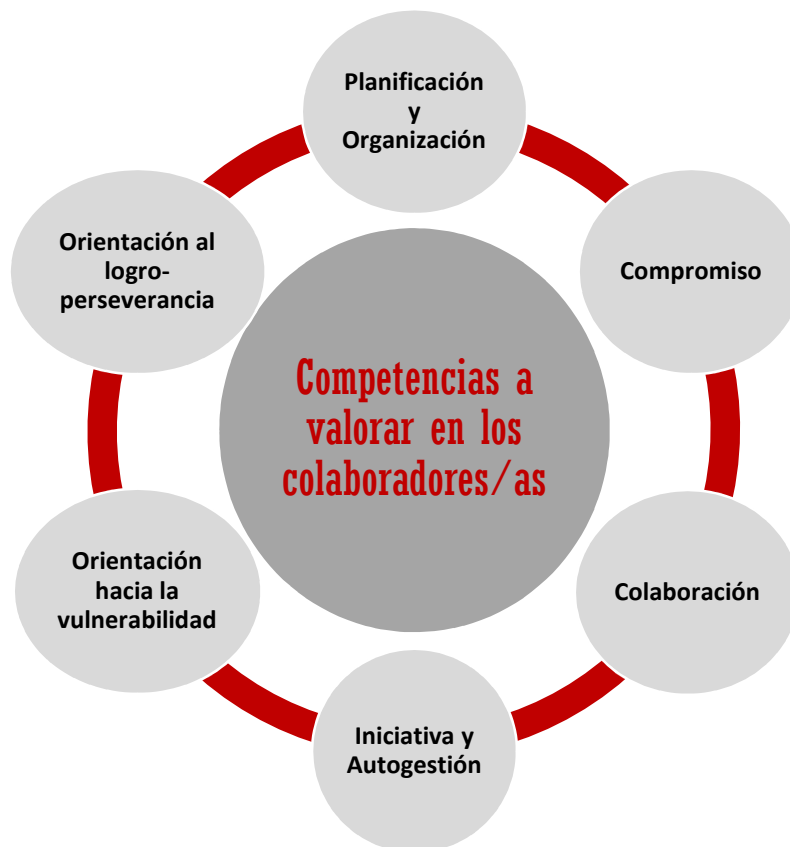 Planificación
y
Organización
Compromiso
Colaboración
Iniciativa y
Autogestión
Orientación
hacia la
vulnerabilidad
Orientación al
logro-
perseverancia
Competencias a
valorar en los
colaboradores/as